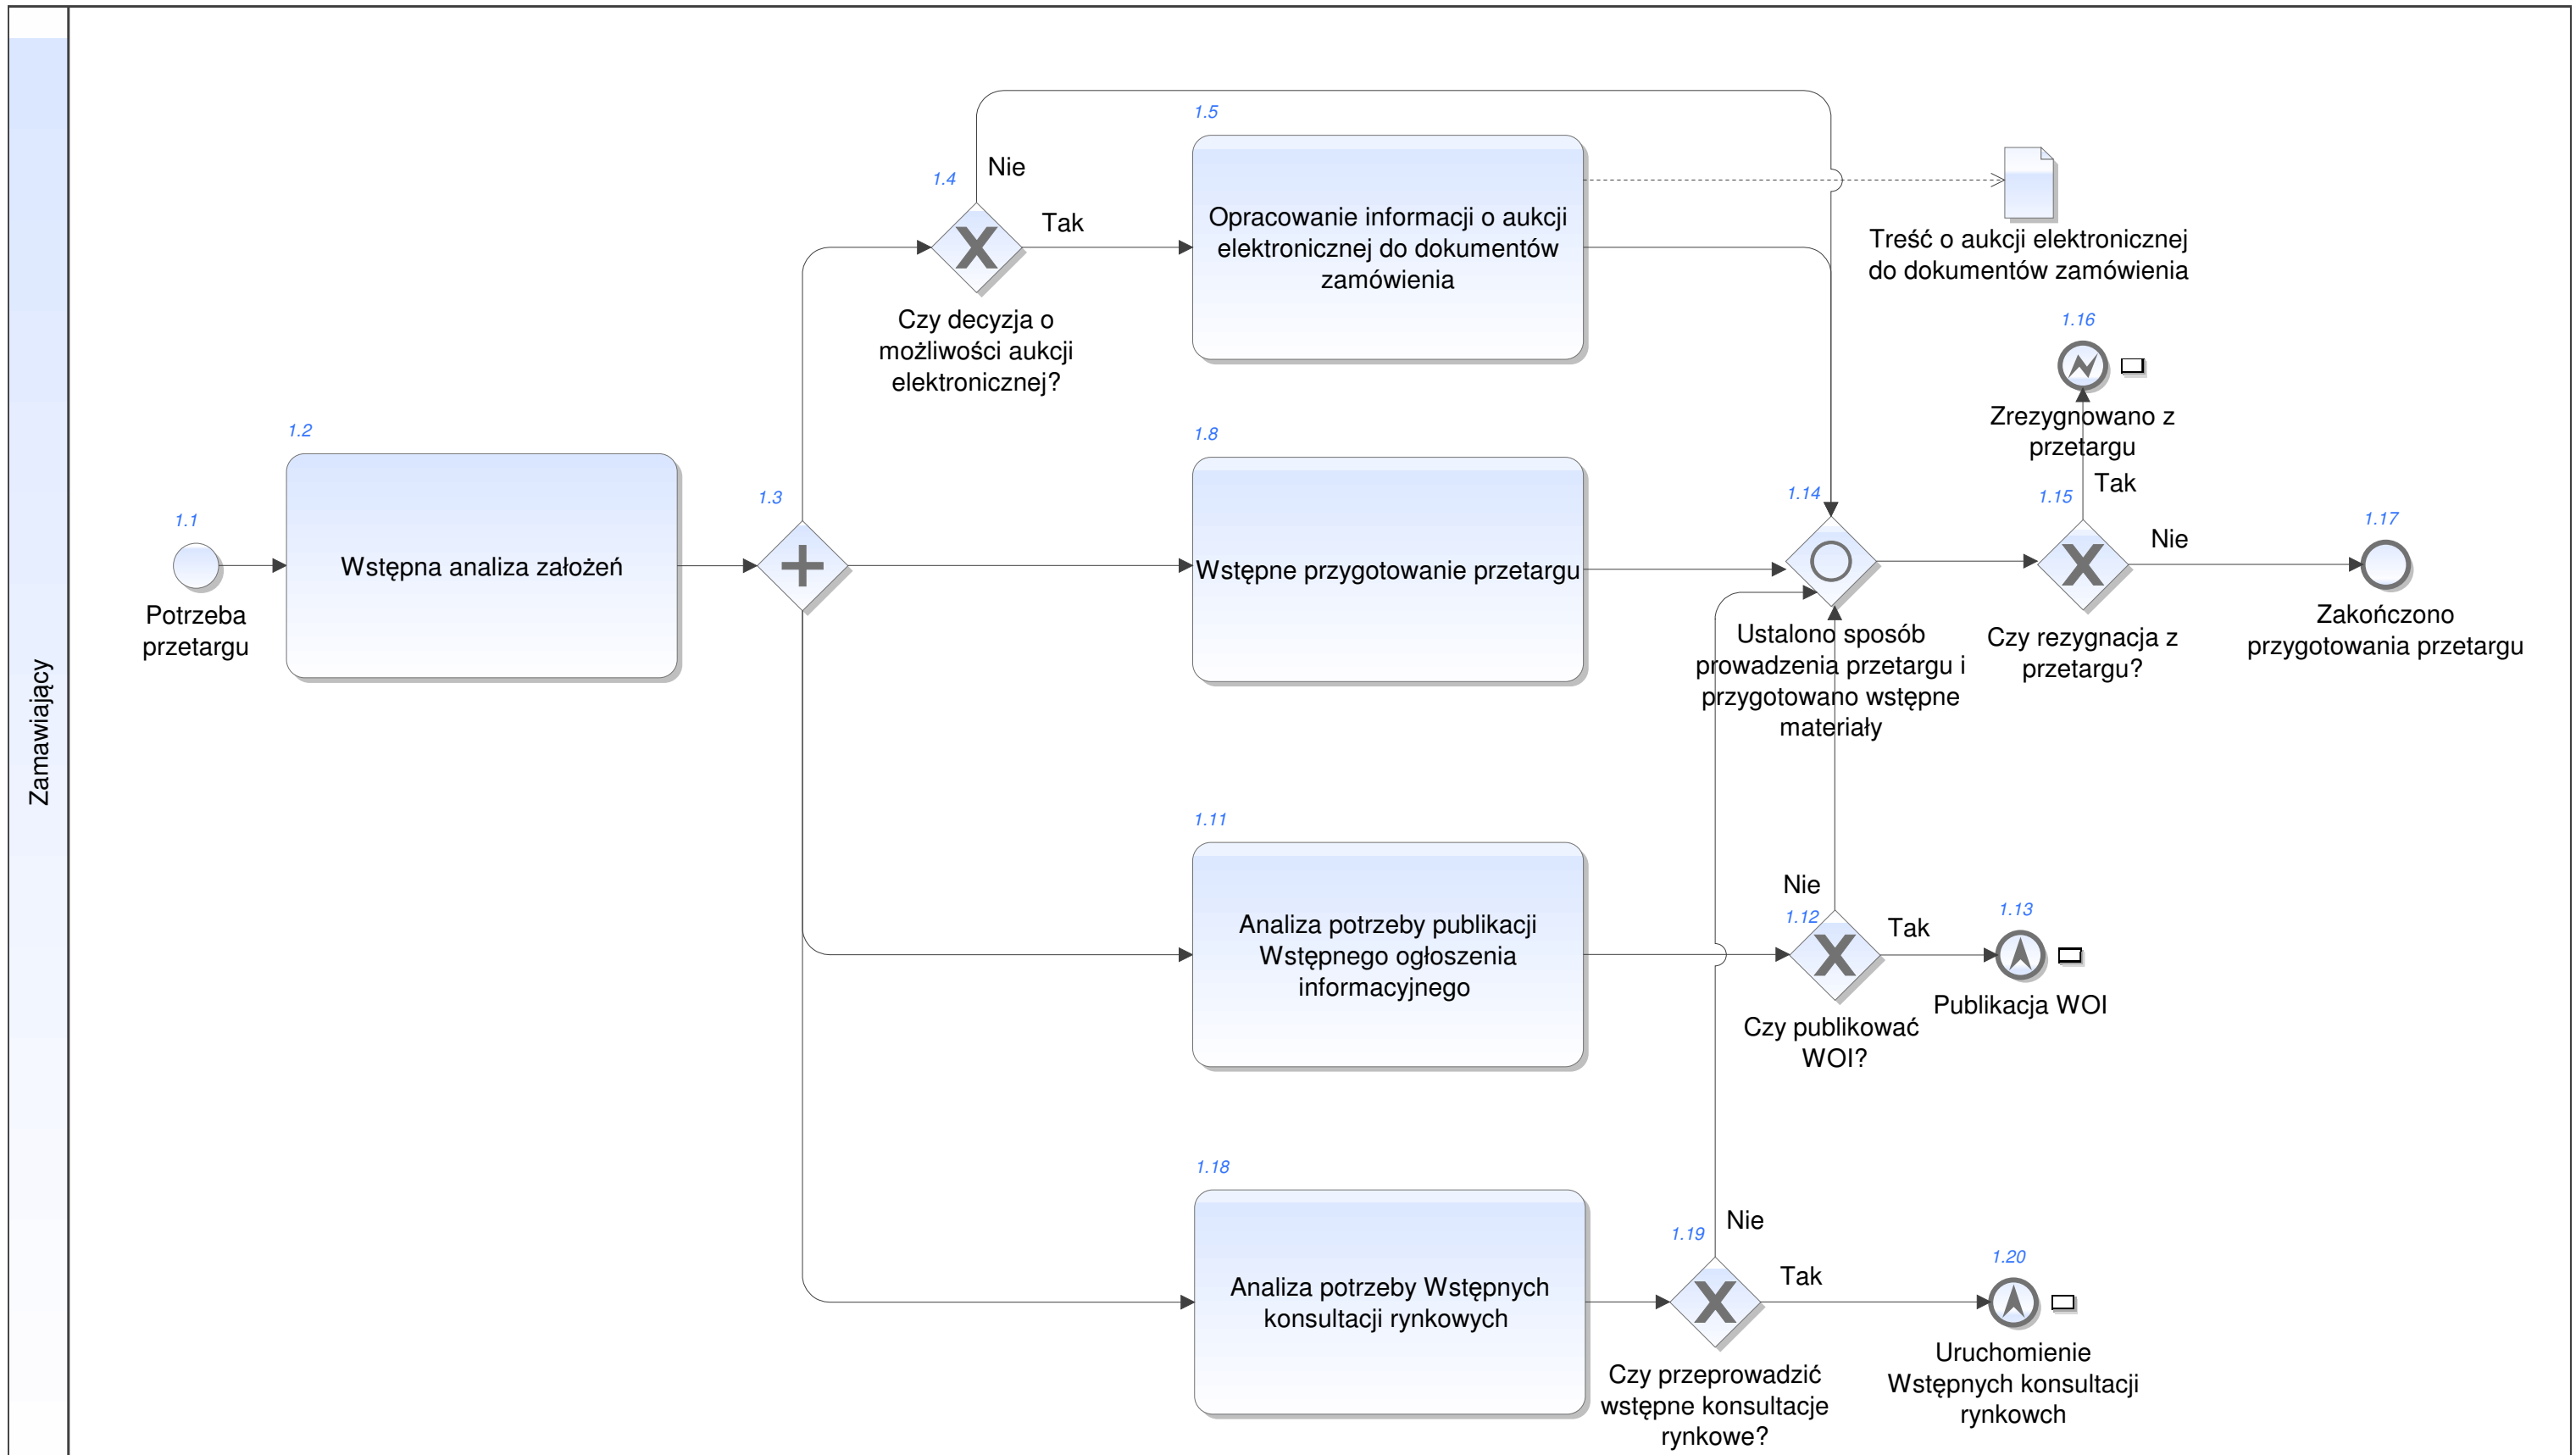 Zamawiający
1.1
Potrzeba
przetargu
1.2
Wstępna analiza założeń
1.3
1.4
Nie
Tak
Czy decyzja o
możliwości aukcji
elektronicznej?
1.5
Opracowanie informacji o aukcji
elektronicznej do dokumentów
zamówienia
Treść o aukcji elektronicznej
do dokumentów zamówienia
1.8
Wstępne przygotowanie przetargu
1.14
Ustalono sposób
prowadzenia przetargu i
przygotowano wstępne
materiały
1.15
Czy rezygnacja z
przetargu?
Tak
1.16
Zrezygnowano z
przetargu
Nie
1.17
Zakończono
przygotowania przetargu
1.11
Analiza potrzeby publikacji
Wstępnego ogłoszenia
informacyjnego
Nie
1.12
Tak
Czy publikować
WOI?
1.13
Publikacja WOI
1.18
Analiza potrzeby Wstępnych
konsultacji rynkowych
1.19
Nie
Tak
Czy przeprowadzić
wstępne konsultacje
rynkowe?
1.20
Uruchomienie
Wstępnych konsultacji
rynkowch